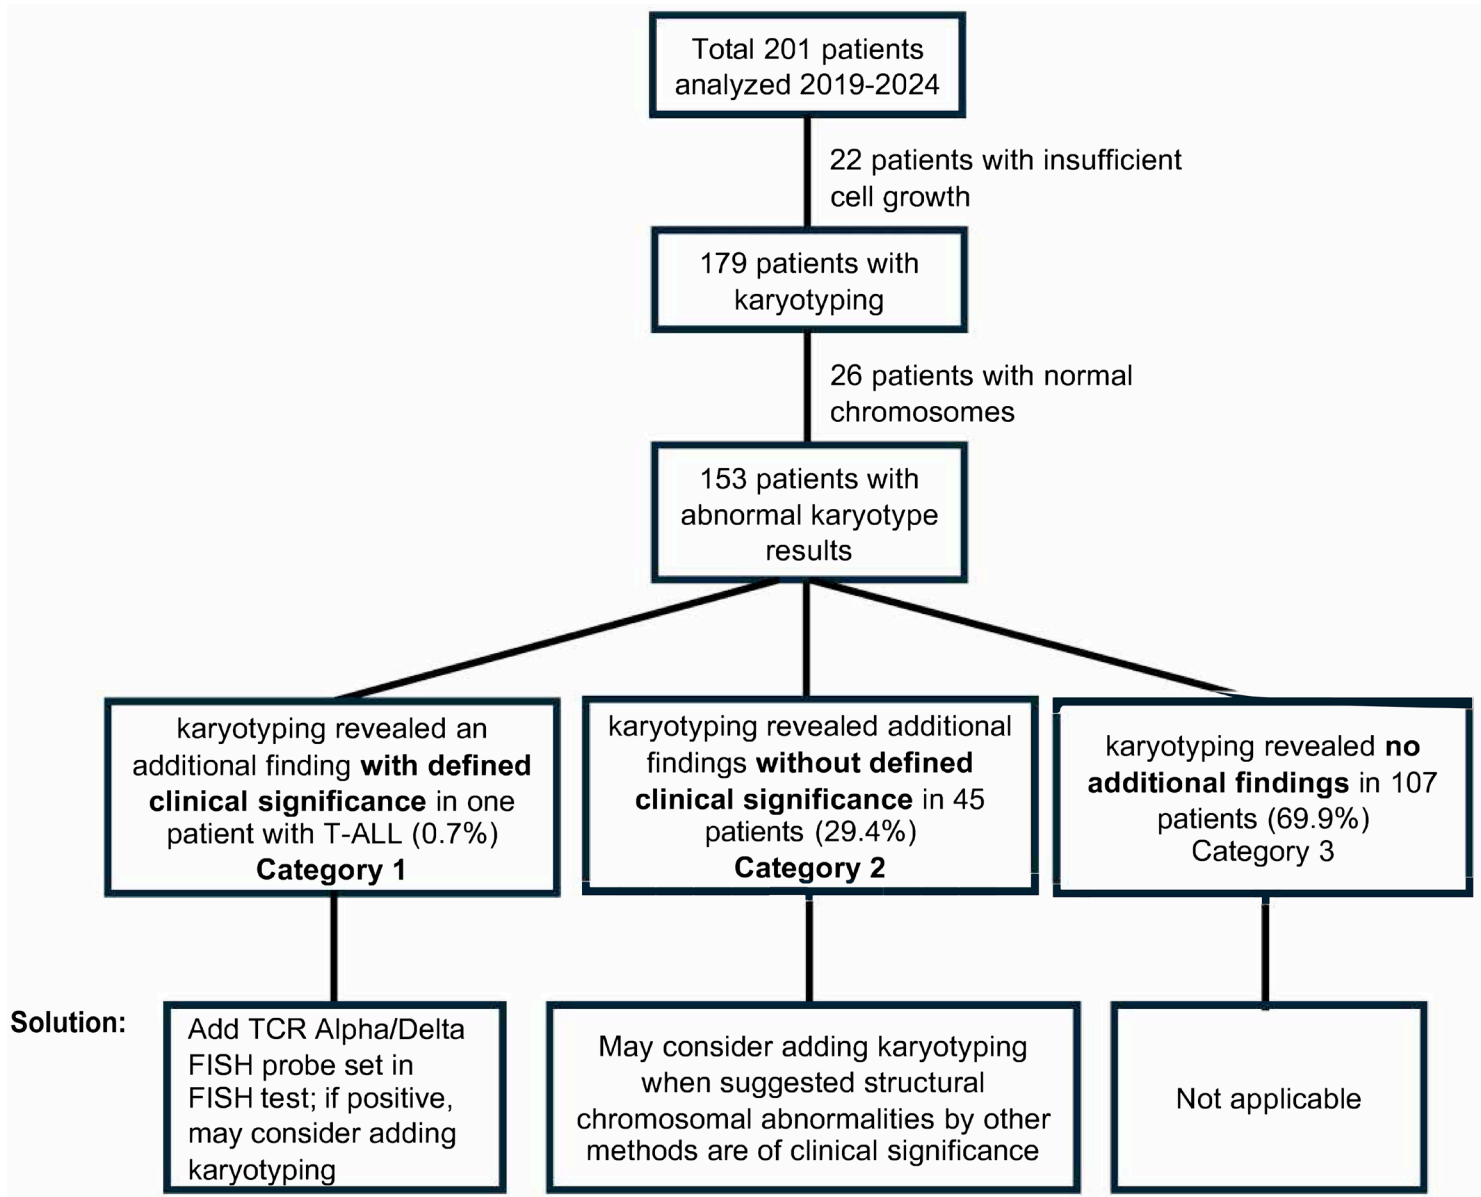 Total 201 patients
analyzed 2019-2024
22 patients with insufficient
cell growth
179 patients with
karyotyping
26 patients with normal
chromosomes
153 patients with
abnormal karyotype
results
karyotyping revealed an
additional finding with defined
clinical significance in one
patient with T-ALL (0.7%)
Category 1
karyotyping revealed additional
findings without defined
clinical significance in 45
patients (29.4%)
Category 2
karyotyping revealed no
additional findings in 107
patients (69.9%)
Category 3
Solution:
Add TCR Alpha/Delta
FISH probe set in
FISH test; if positive,
may consider adding
karyotyping
May consider adding karyotyping
when suggested structural
chromosomal abnormalities by other
methods are of clinical significance
Not applicable